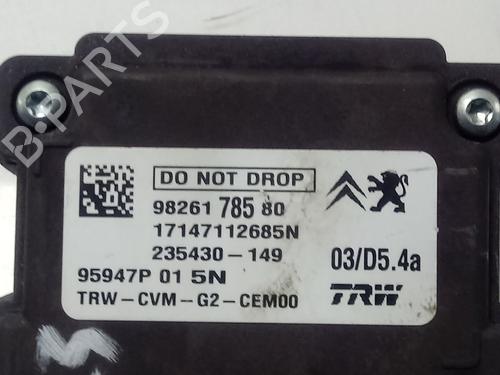 DO NOT DROP
98261 785 80
17147112685N
235430-149
03/D5.4a
95947P 01 5N
TRW-CVM-G2-CEM00
TRW
B-PARTS